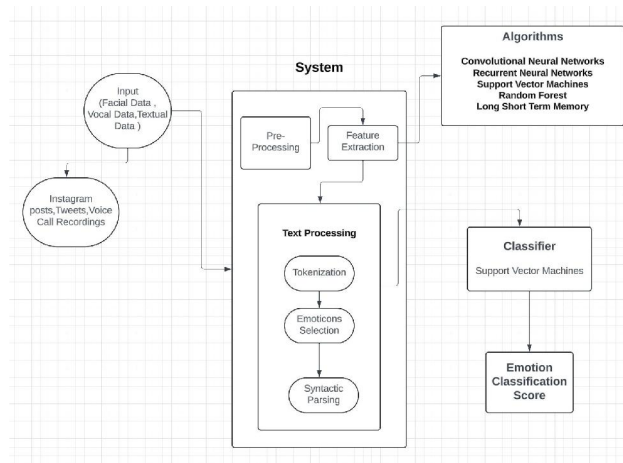 Algorithms
Convolutional Neural Networks
Recurrent Neural Networks
Support Vector Machines
Random Forest
Long Short Term Memory
System
Input
(Facial Data ,
Vocal Data,Textual
Data )
Pre-
Processing
Feature
Extraction
Instagram
posts,Tweets,Voice
Call Recordings
Text Processing
Tokenization
Emoticons
Selection
Syntactic
Parsing
Classifier
Support Vector Machines
Emotion
Classification
Score